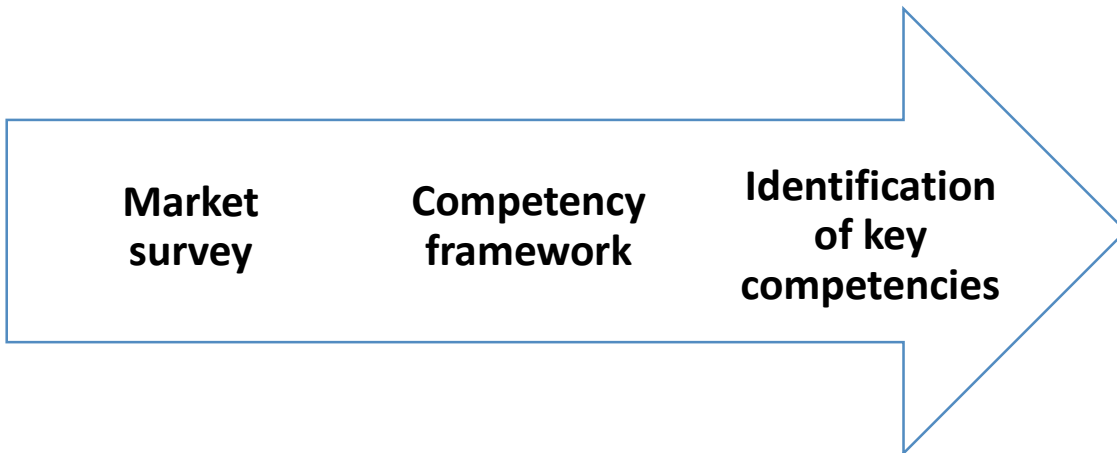 Market
survey
Competency
framework
Identification
of key
competencies